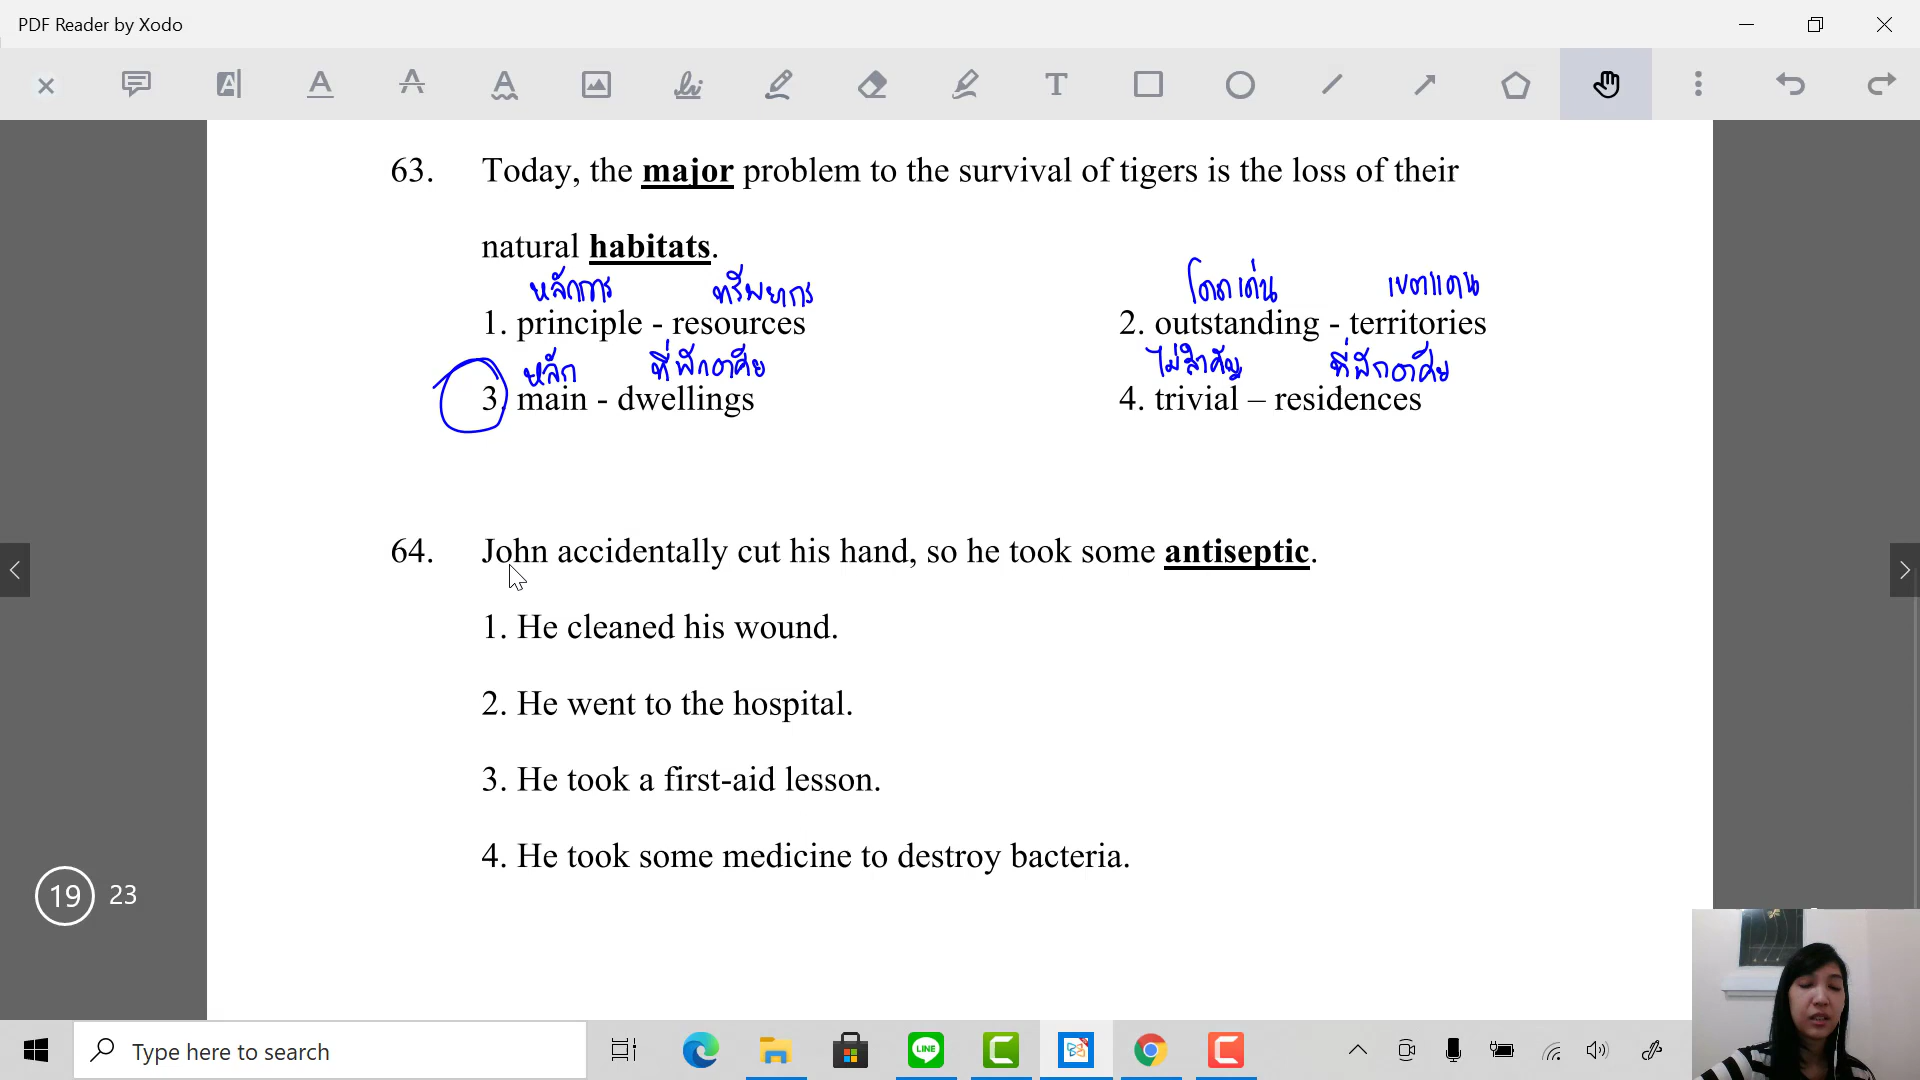 PDF Reader by Xodo
63. Today, the major problem to the survival of tigers is the loss of their
natural habitats.
หลักการ ทรัพยากร โดดเด่น เขตแดน
1. principle - resources 2. outstanding - territories
หลัก ที่พักอาศัย ไม่สำคัญ ที่พักอาศัย
3. main - dwellings 4. trivial – residences
64. John accidentally cut his hand, so he took some antiseptic.
1. He cleaned his wound.
2. He went to the hospital.
3. He took a first-aid lesson.
4. He took some medicine to destroy bacteria.
19 23
Type here to search
LINE